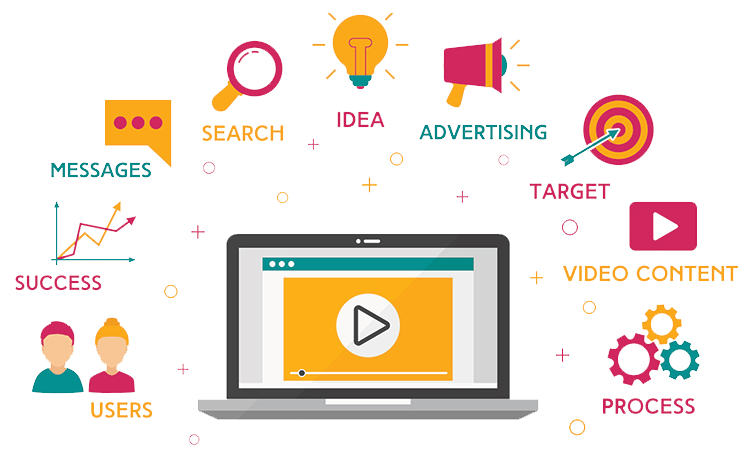 IDEA
SEARCH
ADVERTISING
MESSAGES
TARGET
SUCCESS
VIDEO CONTENT
USERS
PROCESS